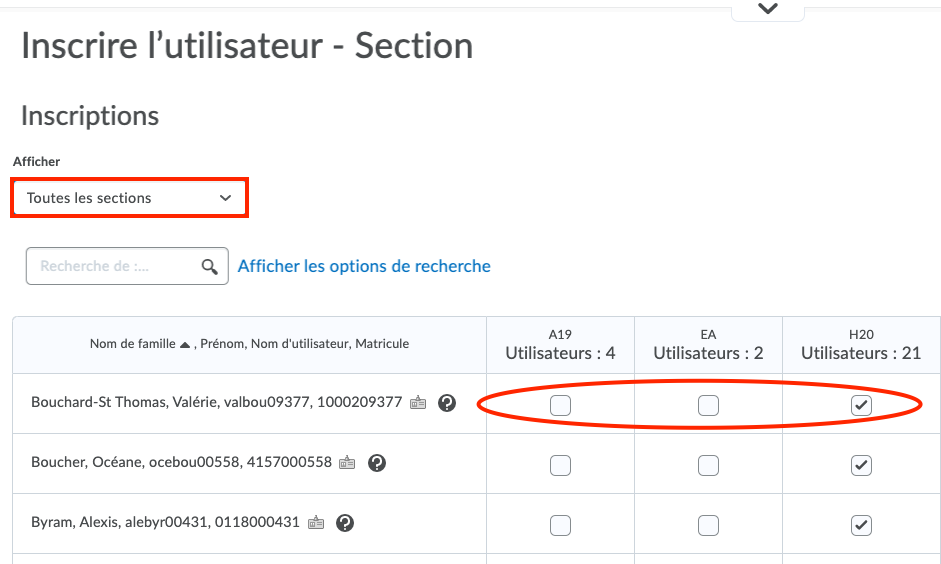 Inscrire l’utilisateur - Section
Inscriptions
Afficher
Toutes les sections
Recherche de :...
Afficher les options de recherche
Nom de famille , Prénom, Nom d'utilisateur, Matricule
A19
Utilisateurs : 4
EA
Utilisateurs : 2
H20
Utilisateurs : 21
Bouchard-St Thomas, Valérie, valbou09377, 1000209377
Boucher, Océane, ocebou00558, 4157000558
Byram, Alexis, alebyr00431, 0118000431